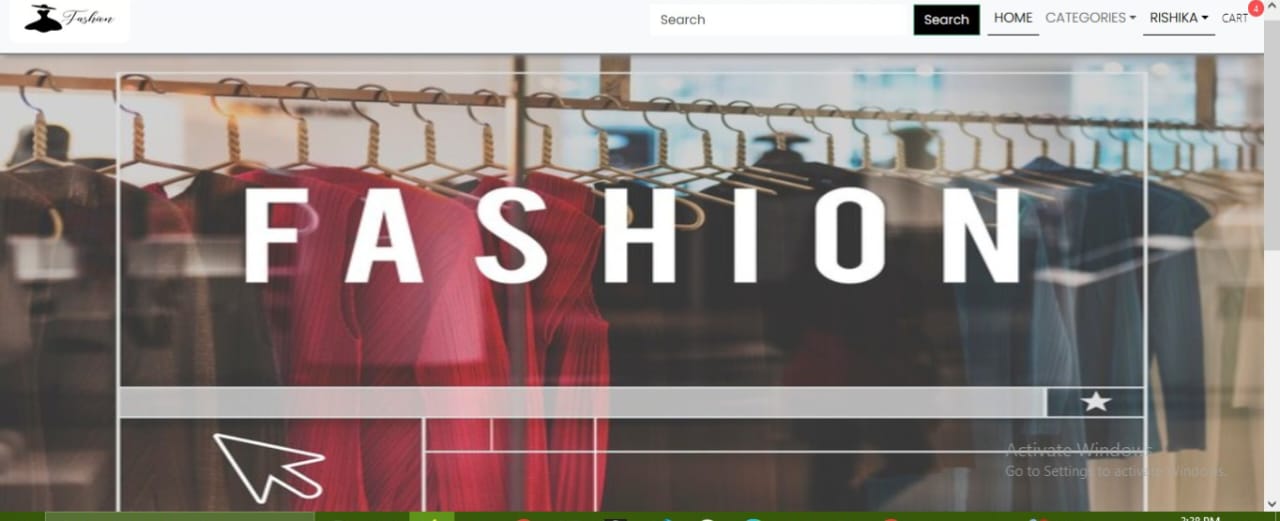 Fashion
Search
Search
HOME
CATEGORIES
RISHIKA
CART
4
FASHION
Activate Windows
Go to Settings to activate Windows.